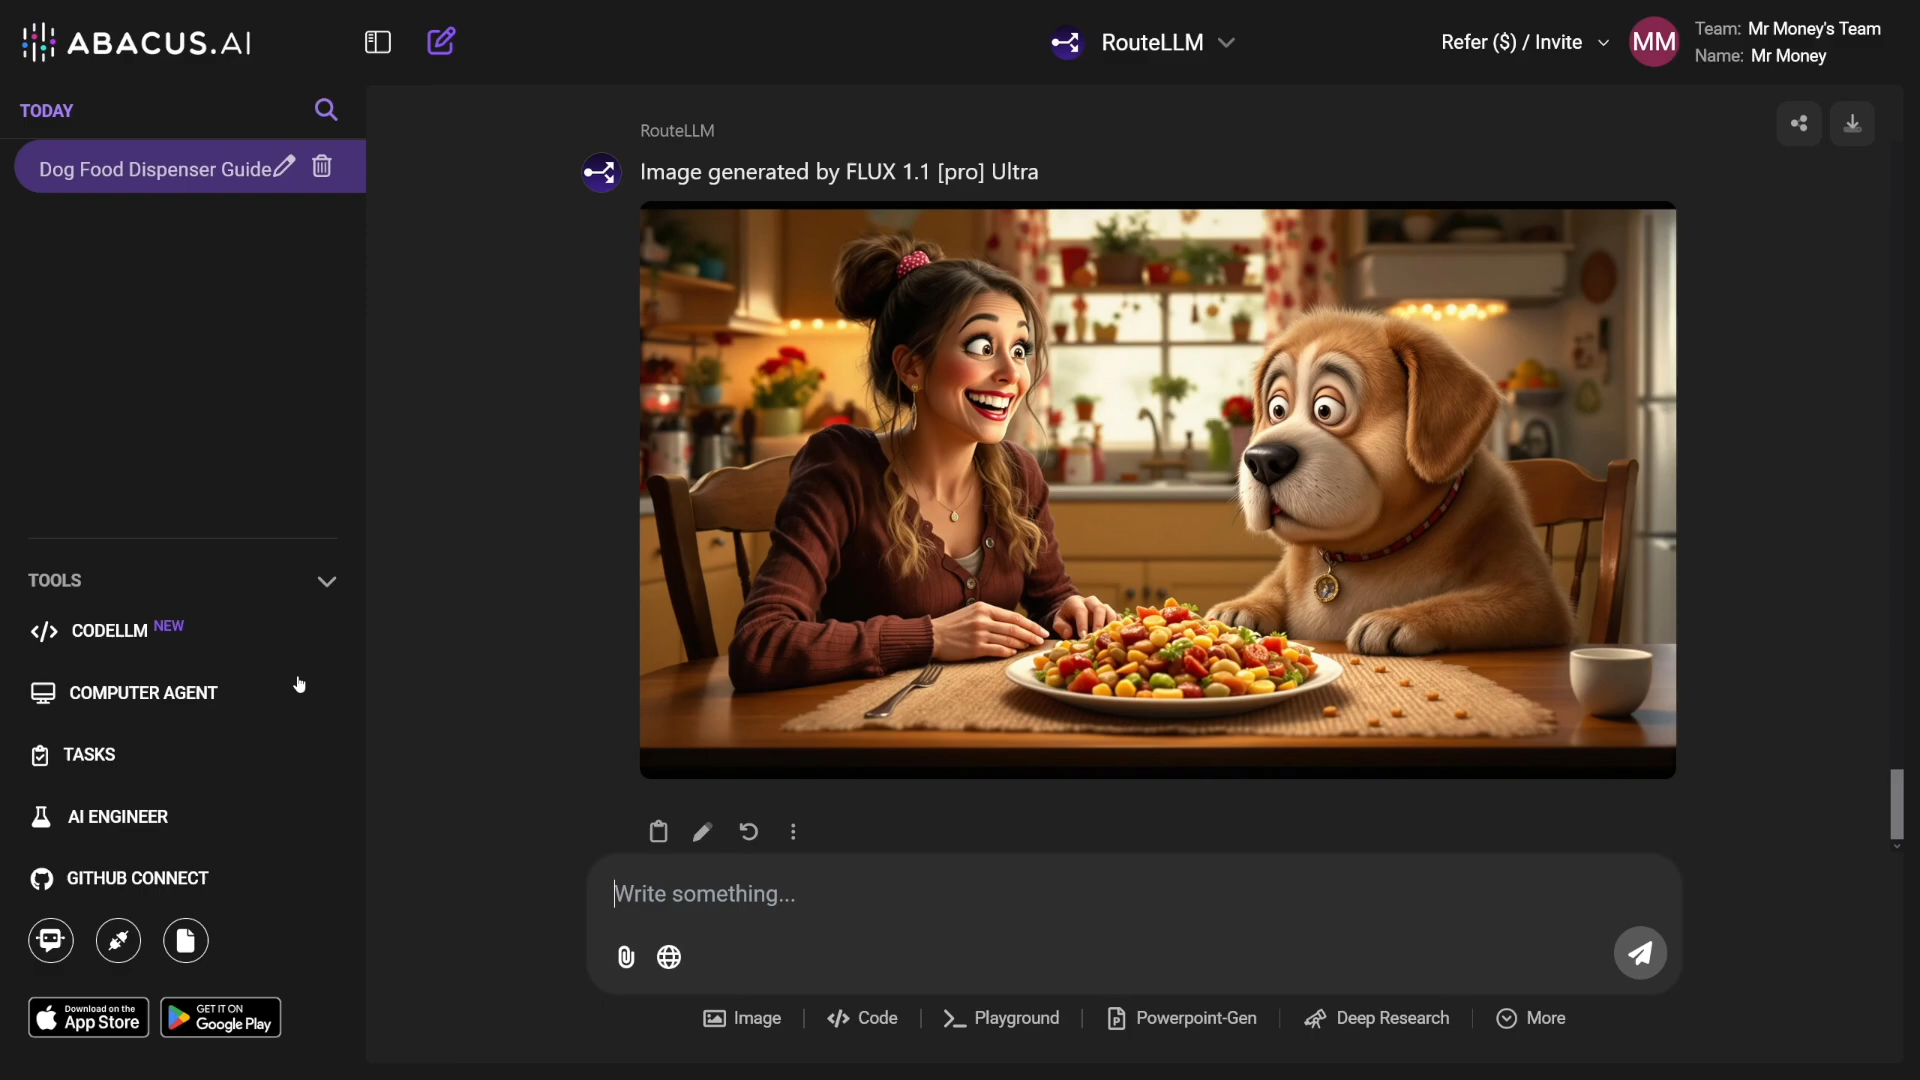 ABACUS.AI
RouteLLM
Refer ($) / Invite
MM
Team: Mr Money's Team
Name: Mr Money
TODAY
Dog Food Dispenser Guide
RouteLLM
Image generated by FLUX 1.1 [pro] Ultra
TOOLS
CODELLM NEW
COMPUTER AGENT
TASKS
AI ENGINEER
GITHUB CONNECT
Download on the
App Store
GET IT ON
Google Play
Write something...
Image
Code
Playground
Powerpoint-Gen
Deep Research
More